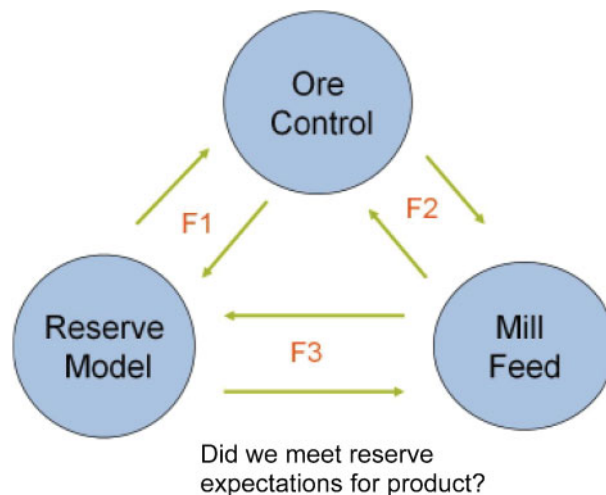 Ore
Control
F1
F2
Reserve
Model
F3
Mill
Feed
Did we meet reserve
expectations for product?